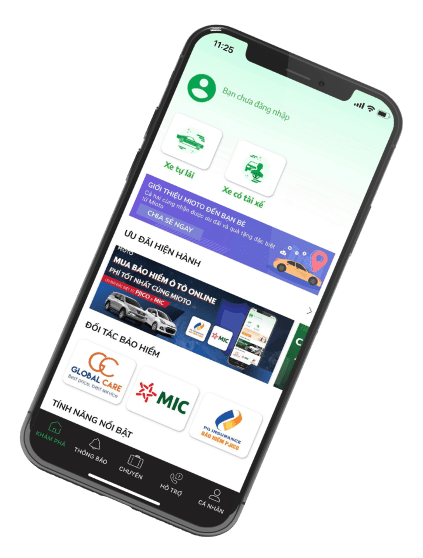 11:25
Bạn chưa đăng nhập
Xe tự lái
Xe có tài xế
GIỚI THIỆU MIOTO ĐẾN BẠN BÈ
Cả hai cùng nhận được ưu đãi và quà tặng đặc biệt
từ Mioto
CHIA SẺ NGAY
ƯU ĐÃI HIỆN HÀNH
MIOTO
MUA BẢO HIỂM Ô TÔ ONLINE
PHÍ TỐT NHẤT CÙNG MIOTO
PJICO - MIC
MIC
ĐỐI TÁC BẢO HIỂM
GC
GLOBAL CARE
Best price, best service
MIC
PG INSURANCE
BẢO HIỂM PJICO
TÍNH NĂNG NỔI BẬT
KHÁM PHÁ
THÔNG BÁO
CHUYẾN
HỖ TRỢ
CÁ NHÂN